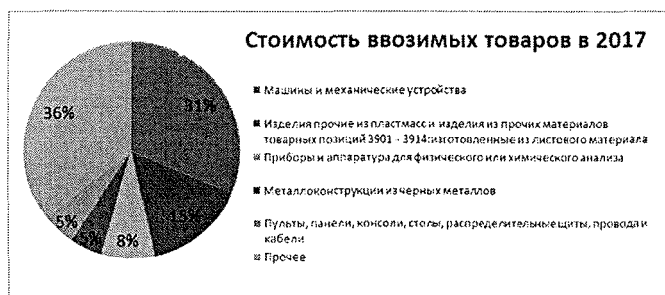 Стоимость ввозимых товаров в 2017
36%
31%
15%
8%
5%
5%
Машины и механические устройства
Изделия прочие из пластмасс и изделия из прочих материалов
товарных позиций 3901 - 3914:изготовленные из листового материала
Приборы и аппаратура для физического или химического анализа
Металлоконструкции из черных металлов
Пульты, панели, консоли, столы, распределительные щиты, провода и
кабели
Прочее